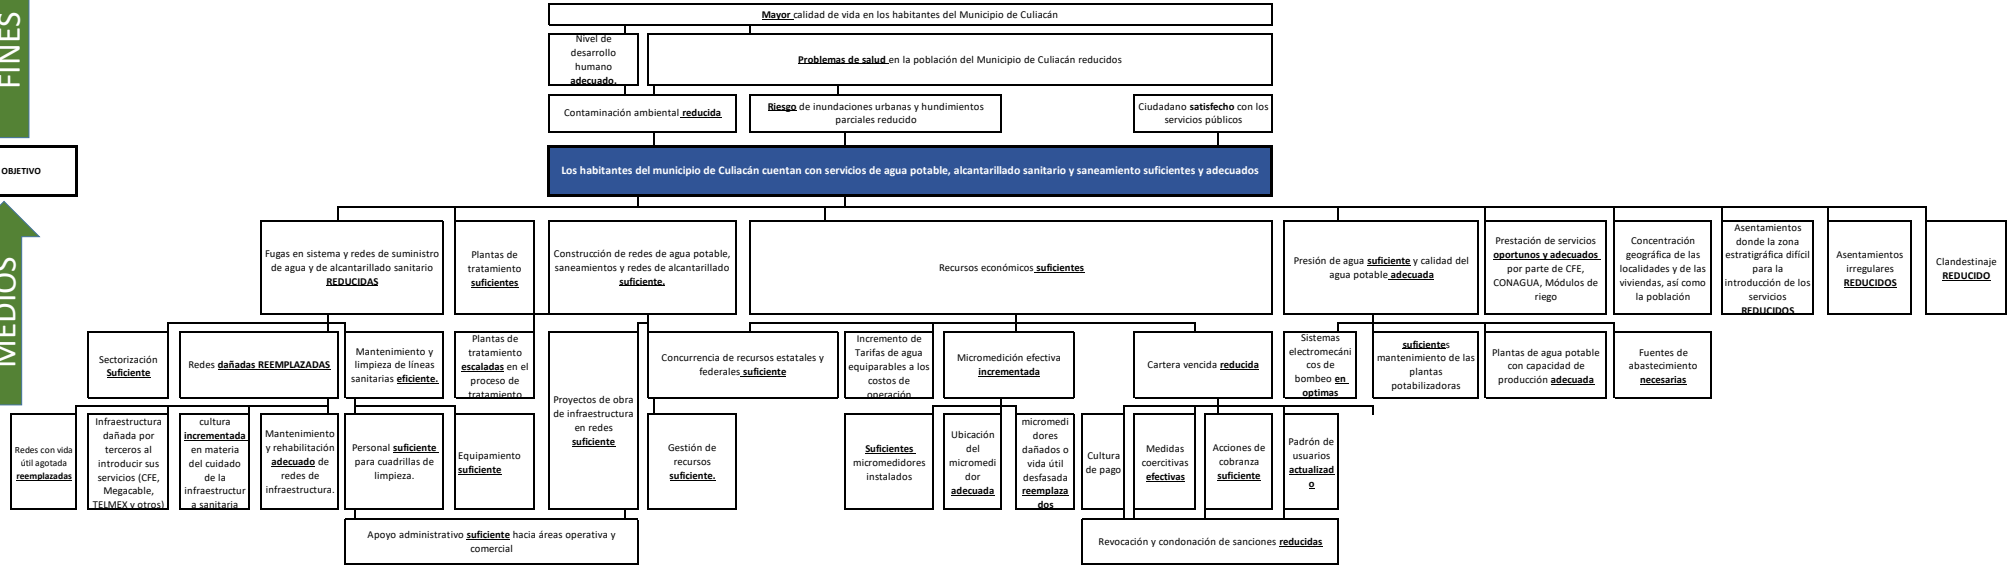 FINES
Mayor calidad de vida en los habitantes del Municipio de Culiacán
Nivel de
desarrollo
humano
adecuado.
Problemas de salud en la población del Municipio de Culiacán reducidos
Contaminación ambiental reducida
Riesgo de inundaciones urbanas y hundimientos
parciales reducido
Ciudadano satisfecho con los
servicios públicos
OBJETIVO
Los habitantes del municipio de Culiacán cuentan con servicios de agua potable, alcantarillado sanitario y saneamiento suficientes y adecuados
MEDIOS
Fugas en sistema y redes de suministro
de agua y de alcantarillado sanitario
REDUCIDAS
Plantas de
tratamiento
suficientes
Construcción de redes de agua potable,
saneamientos y redes de alcantarillado
suficiente.
Recursos económicos suficientes
Presión de agua suficiente y calidad del
agua potable adecuada
Prestación de servicios
oportunos y adecuados
por parte de CFE,
CONAGUA, Módulos de
riego
Concentración
geográfica de las
localidades y de las
viviendas, así como
la población
Asentamientos
donde la zona
estratigráfica difícil
para la
introducción de los
servicios
REDUCIDOS
Asentamientos
irregulares
REDUCIDOS
Clandestinaje
REDUCIDO
Sectorización
Suficiente
Redes dañadas REEMPLAZADAS
Mantenimiento y
limpieza de líneas
sanitarias eficiente.
Plantas de
tratamiento
escaladas en el
proceso de
tratamiento
Proyectos de obra
de infraestructura
en redes
suficiente
Concurrencia de recursos estatales y
federales suficiente
Incremento de
Tarifas de agua
equiparables a los
costos de
operación
Micromedición efectiva
incrementada
Cartera vencida reducida
Sistemas
electromecáni
cos de
bombeo en
optimas
suficientes
mantenimiento de las
plantas
potabilizadoras
Plantas de agua potable
con capacidad de
producción adecuada
Fuentes de
abastecimiento
necesarias
Redes con vida
útil agotada
reemplazadas
Infraestructura
dañada por
terceros al
introducir sus
servicios (CFE,
Megacable,
TELMEX y otros)
cultura
incrementada
en materia
del cuidado
de la
infraestructur
a sanitaria
Mantenimiento
y rehabilitación
adecuado de
redes de
infraestructura.
Personal suficiente
para cuadrillas de
limpieza.
Equipamiento
suficiente
Gestión de
recursos
suficiente.
Suficientes
micromedidores
instalados
Ubicación
del
micromedi
dor
adecuada
micromedi
dores
dañados o
vida útil
desfasada
reemplaza
dos
Cultura
de pago
Medidas
coercitivas
efectivas
Acciones de
cobranza
suficiente
Padrón de
usuarios
actualizad
o
Apoyo administrativo suficiente hacia áreas operativa y
comercial
Revocación y condonación de sanciones reducidas